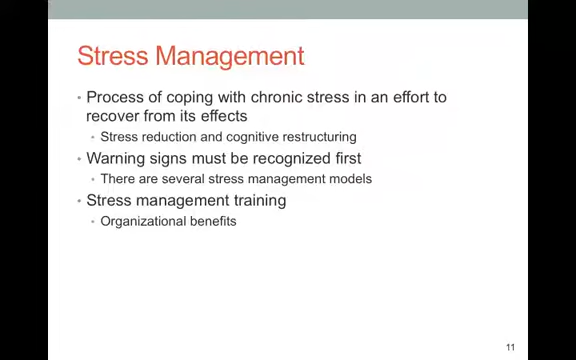 Stress Management
• Process of coping with chronic stress in an effort to
recover from its effects
• Stress reduction and cognitive restructuring
• Warning signs must be recognized first
• There are several stress management models
• Stress management training
• Organizational benefits
11